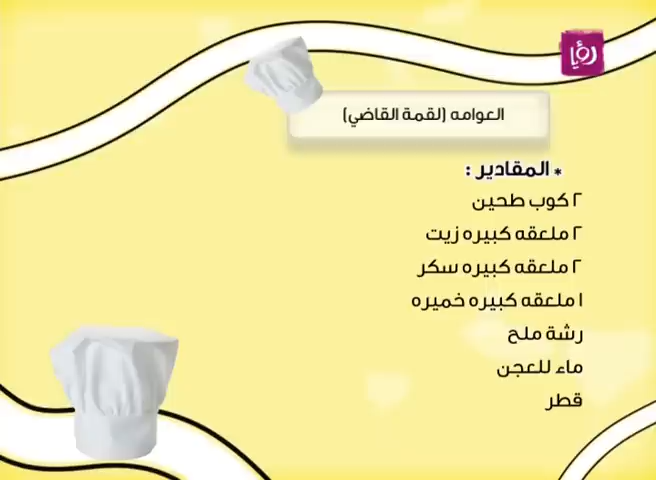 رؤيا
العوامه (لقمة القاضي)
* المقادير :
٢ كوب طحين
٢ ملعقه كبيره زيت
٢ ملعقه كبيره سكر
١ ملعقه كبيره خميره
رشة ملح
ماء للعجن
قطر